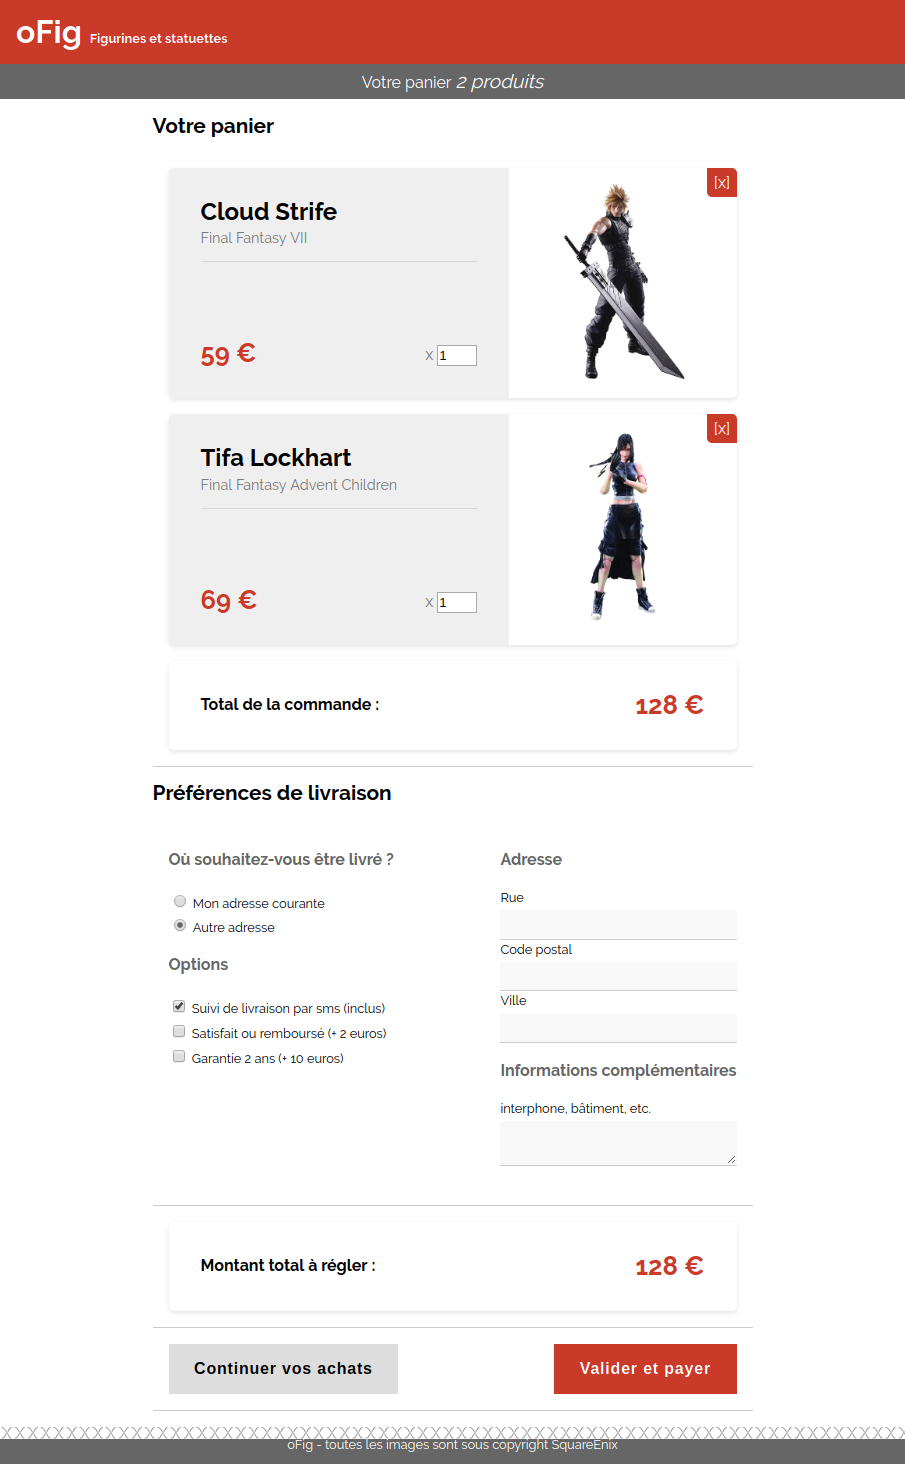 oFig Figurines et statuettes
Votre panier 2 produits
Votre panier
[x]
Cloud Strife
Final Fantasy VII
59 €
X 1
[x]
Tifa Lockhart
Final Fantasy Advent Children
69 €
X 1
Total de la commande :
128 €
Préférences de livraison
Où souhaitez-vous être livré ?
Mon adresse courante
Autre adresse
Options
Suivi de livraison par sms (inclus)
Satisfait ou remboursé (+ 2 euros)
Garantie 2 ans (+ 10 euros)
Adresse
Rue
Code postal
Ville
Informations complémentaires
interphone, bâtiment, etc.
Montant total à régler :
128 €
Continuer vos achats
Valider et payer
oFig - toutes les images sont sous copyright SquareEnix